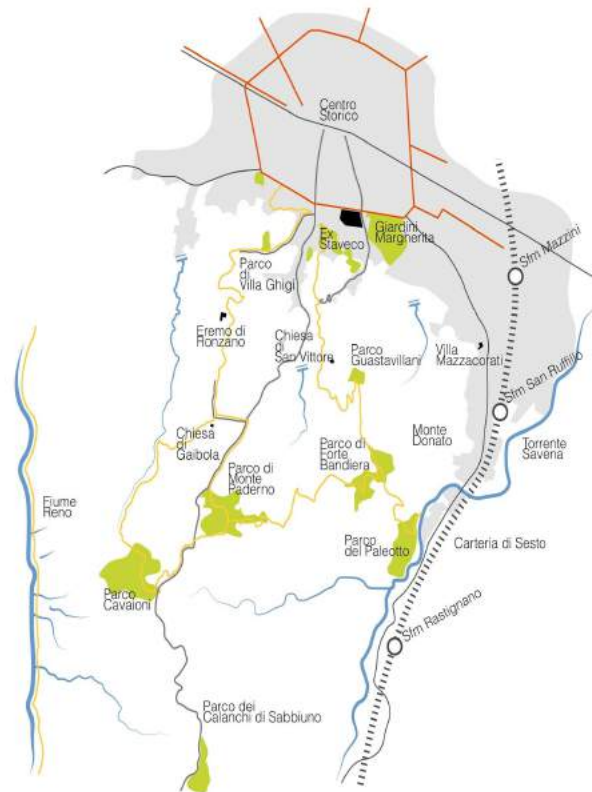 Centro
Storico
Ex
Staveco
Giardini
Margherita
Parco
di
Villa Ghigi
Sfm Mazzini
Eremo di
Ronzano
Chiesa
di
San Vittore
Parco
Guastavillani
Villa
Mazzacorati
Sfm San Ruffillo
Chiesa
di
Gaibola
Monte
Donato
Parco di
Forte
Bandiera
Torrente
Savena
Parco di
Monte
Paderno
Fiume
Reno
Parco
del Paleotto
Carteria di Sesto
Parco
Cavaioni
Sfm Rastignano
Parco dei
Calanchi di Sabbiuno